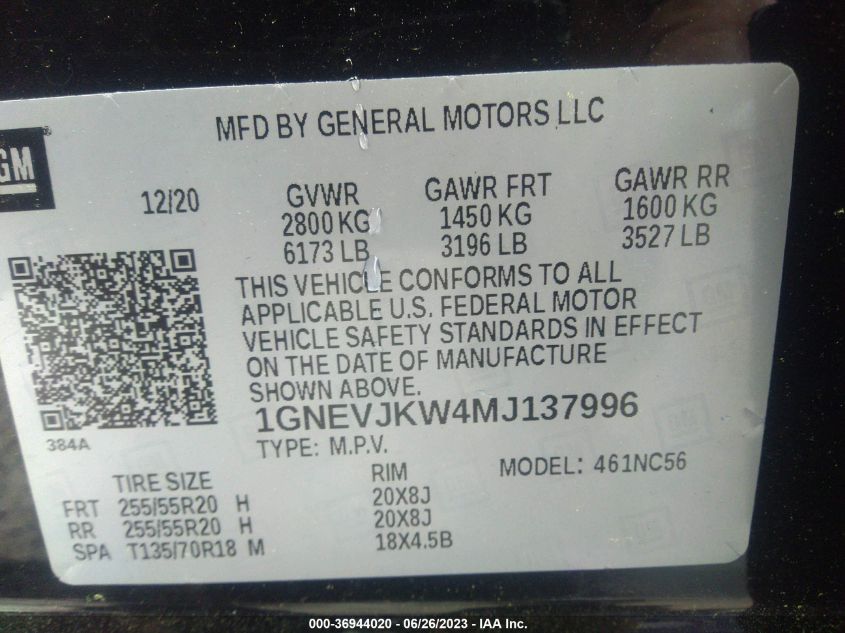 MFD BY GENERAL MOTORS LLC
GM
12/20 GVWR GAWR FRT GAWR RR
2800 KG 1450 KG 1600 KG
6173 LB 3196 LB 3527 LB
THIS VEHICLE CONFORMS TO ALL
APPLICABLE U.S. FEDERAL MOTOR
VEHICLE SAFETY STANDARDS IN EFFECT
ON THE DATE OF MANUFACTURE
SHOWN ABOVE.
1GNEVJKW4MJ137996
384A
TYPE: M.P.V.
MODEL: 461NC56
TIRE SIZE RIM
FRT 255/55R20 H 20X8J
RR 255/55R20 H 20X8J
SPA T135/70R18 M 18X4.5B
000-36944020 - 06/26/2023 - IAA Inc.